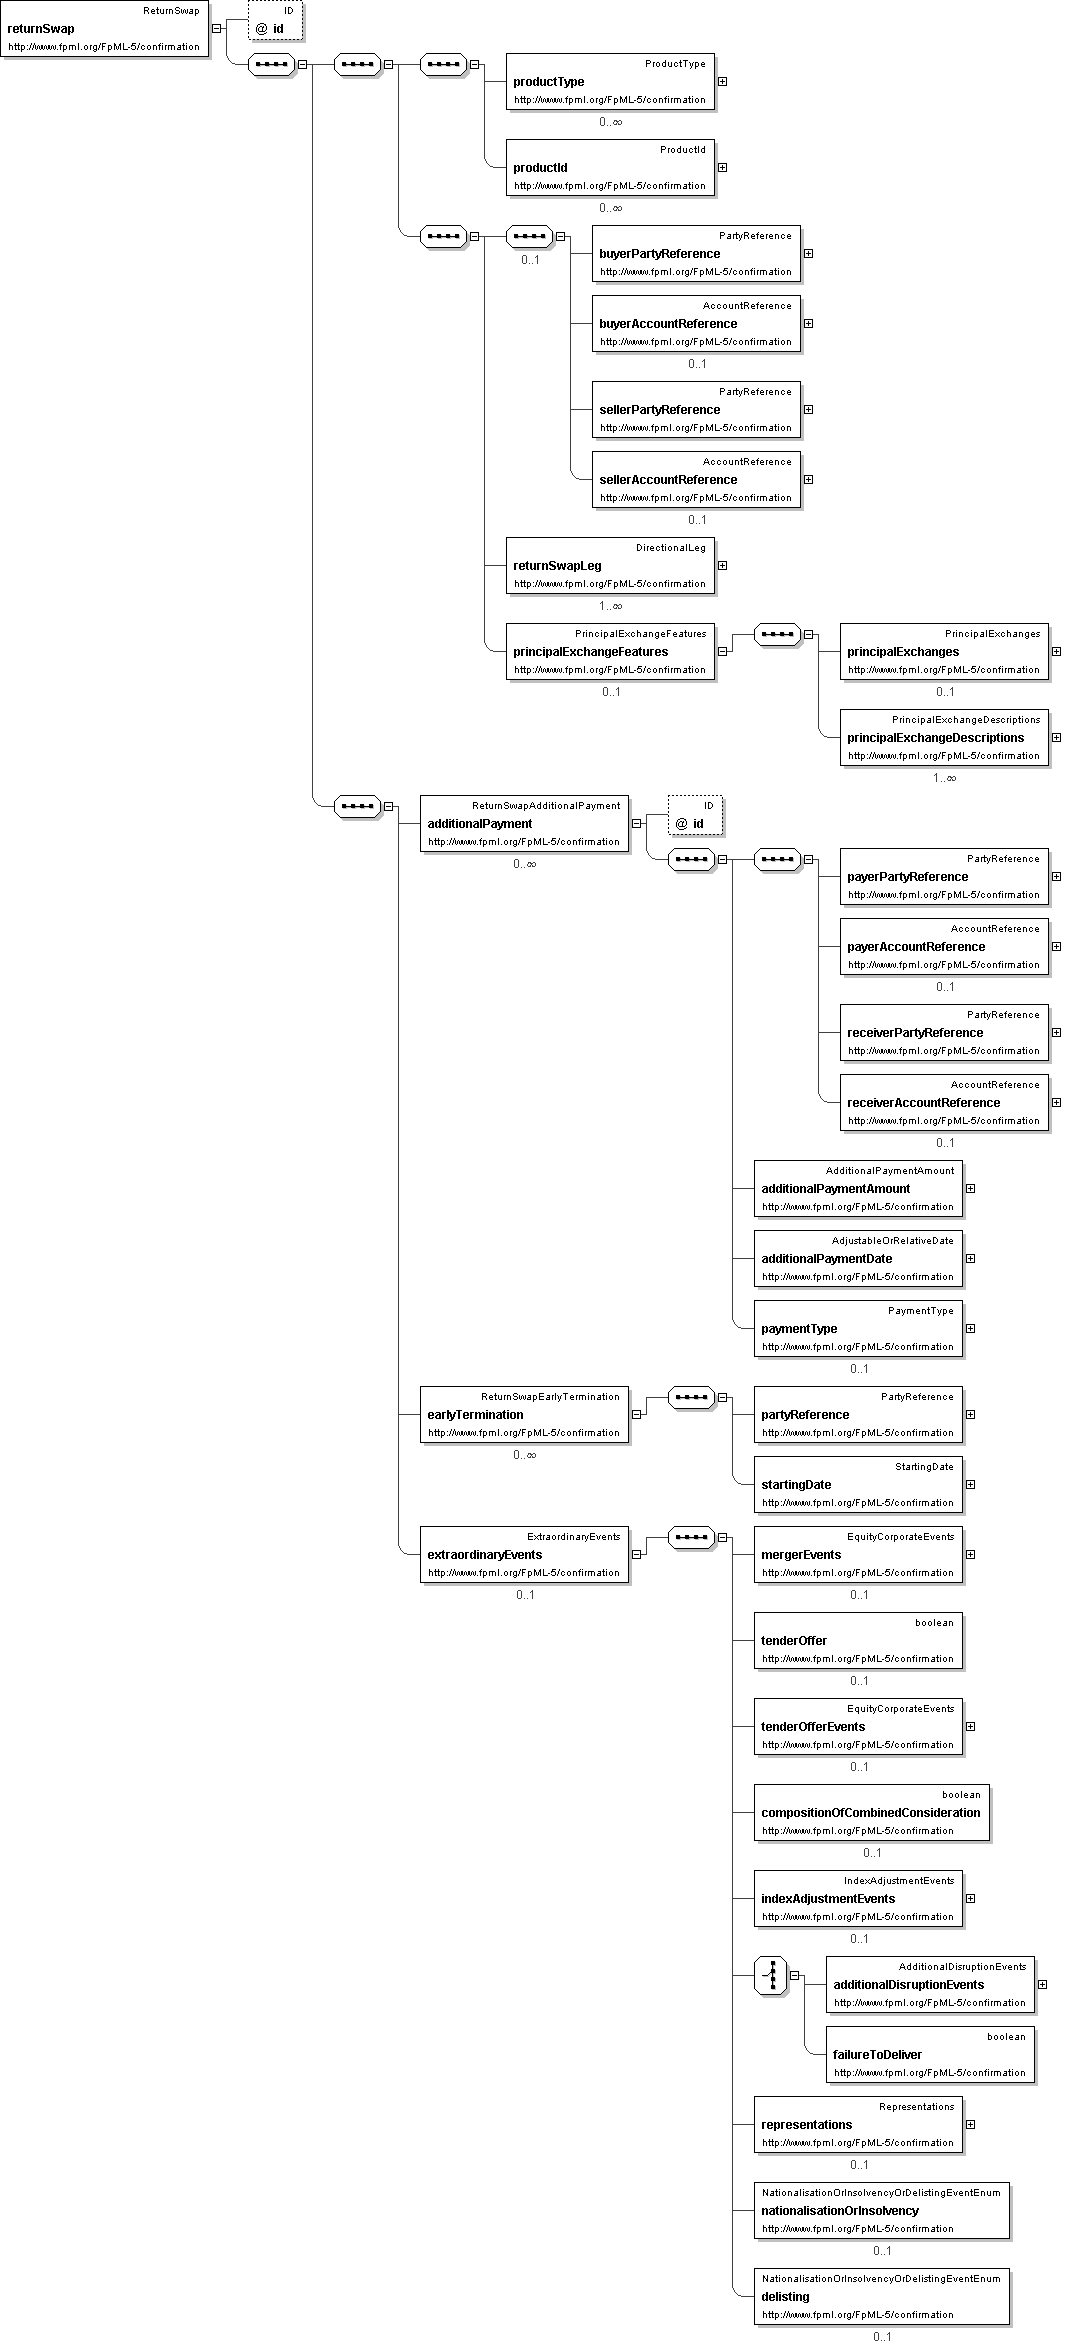 ReturnSwap
returnSwap
http://www.fpml.org/FpML-5/confirmation
ID
@ id
ProductType
productType
http://www.fpml.org/FpML-5/confirmation
0..∞
ProductId
productId
http://www.fpml.org/FpML-5/confirmation
0..∞
PartyReference
buyerPartyReference
http://www.fpml.org/FpML-5/confirmation
0..1
AccountReference
buyerAccountReference
http://www.fpml.org/FpML-5/confirmation
0..1
PartyReference
sellerPartyReference
http://www.fpml.org/FpML-5/confirmation
AccountReference
sellerAccountReference
http://www.fpml.org/FpML-5/confirmation
0..1
DirectionalLeg
returnSwapLeg
http://www.fpml.org/FpML-5/confirmation
1..∞
PrincipalExchangeFeatures
principalExchangeFeatures
http://www.fpml.org/FpML-5/confirmation
0..1
PrincipalExchanges
principalExchanges
http://www.fpml.org/FpML-5/confirmation
0..1
PrincipalExchangeDescriptions
principalExchangeDescriptions
http://www.fpml.org/FpML-5/confirmation
1..∞
ReturnSwapAdditionalPayment
additionalPayment
http://www.fpml.org/FpML-5/confirmation
0..∞
ID
@ id
PartyReference
payerPartyReference
http://www.fpml.org/FpML-5/confirmation
AccountReference
payerAccountReference
http://www.fpml.org/FpML-5/confirmation
0..1
PartyReference
receiverPartyReference
http://www.fpml.org/FpML-5/confirmation
AccountReference
receiverAccountReference
http://www.fpml.org/FpML-5/confirmation
0..1
AdditionalPaymentAmount
additionalPaymentAmount
http://www.fpml.org/FpML-5/confirmation
AdjustableOrRelativeDate
additionalPaymentDate
http://www.fpml.org/FpML-5/confirmation
PaymentType
paymentType
http://www.fpml.org/FpML-5/confirmation
0..1
ReturnSwapEarlyTermination
earlyTermination
http://www.fpml.org/FpML-5/confirmation
0..∞
PartyReference
partyReference
http://www.fpml.org/FpML-5/confirmation
StartingDate
startingDate
http://www.fpml.org/FpML-5/confirmation
ExtraordinaryEvents
extraordinaryEvents
http://www.fpml.org/FpML-5/confirmation
0..1
EquityCorporateEvents
mergerEvents
http://www.fpml.org/FpML-5/confirmation
0..1
boolean
tenderOffer
http://www.fpml.org/FpML-5/confirmation
0..1
EquityCorporateEvents
tenderOfferEvents
http://www.fpml.org/FpML-5/confirmation
0..1
boolean
compositionOfCombinedConsideration
http://www.fpml.org/FpML-5/confirmation
0..1
IndexAdjustmentEvents
indexAdjustmentEvents
http://www.fpml.org/FpML-5/confirmation
0..1
AdditionalDisruptionEvents
additionalDisruptionEvents
http://www.fpml.org/FpML-5/confirmation
boolean
failureToDeliver
http://www.fpml.org/FpML-5/confirmation
Representations
representations
http://www.fpml.org/FpML-5/confirmation
0..1
NationalisationOrInsolvencyOrDelistingEventEnum
nationalisationOrInsolvency
http://www.fpml.org/FpML-5/confirmation
0..1
NationalisationOrInsolvencyOrDelistingEventEnum
delisting
http://www.fpml.org/FpML-5/confirmation
0..1